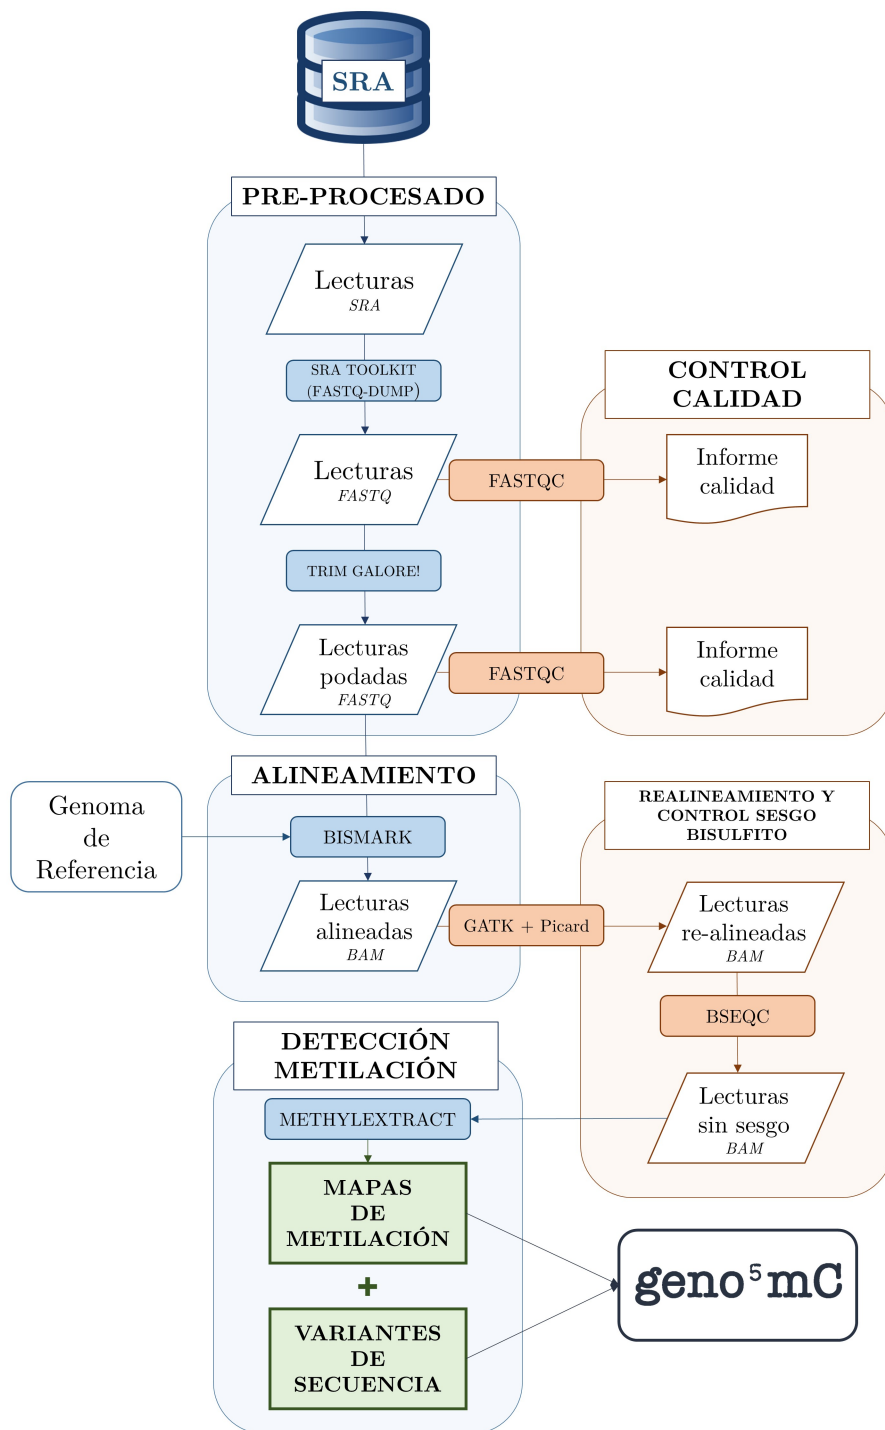 SRA
PRE-PROCESADO
Lecturas
SRA
SRA TOOLKIT
(FASTQ-DUMP)
Lecturas
FASTQ
TRIM GALORE!
Lecturas
podadas
FASTQ
CONTROL
CALIDAD
FASTQC
Informe
calidad
FASTQC
Informe
calidad
ALINEAMIENTO
Genoma
de
Referencia
BISMARK
Lecturas
alineadas
BAM
GATK + Picard
REALINEAMIENTO Y
CONTROL SESGO
BISULFITO
Lecturas
re-alineadas
BAM
BSEQC
Lecturas
sin sesgo
BAM
DETECCIÓN
METILACIÓN
METHYLEXTRACT
MAPAS
DE
METILACIÓN
+
VARIANTES
DE
SECUENCIA
geno⁵mC